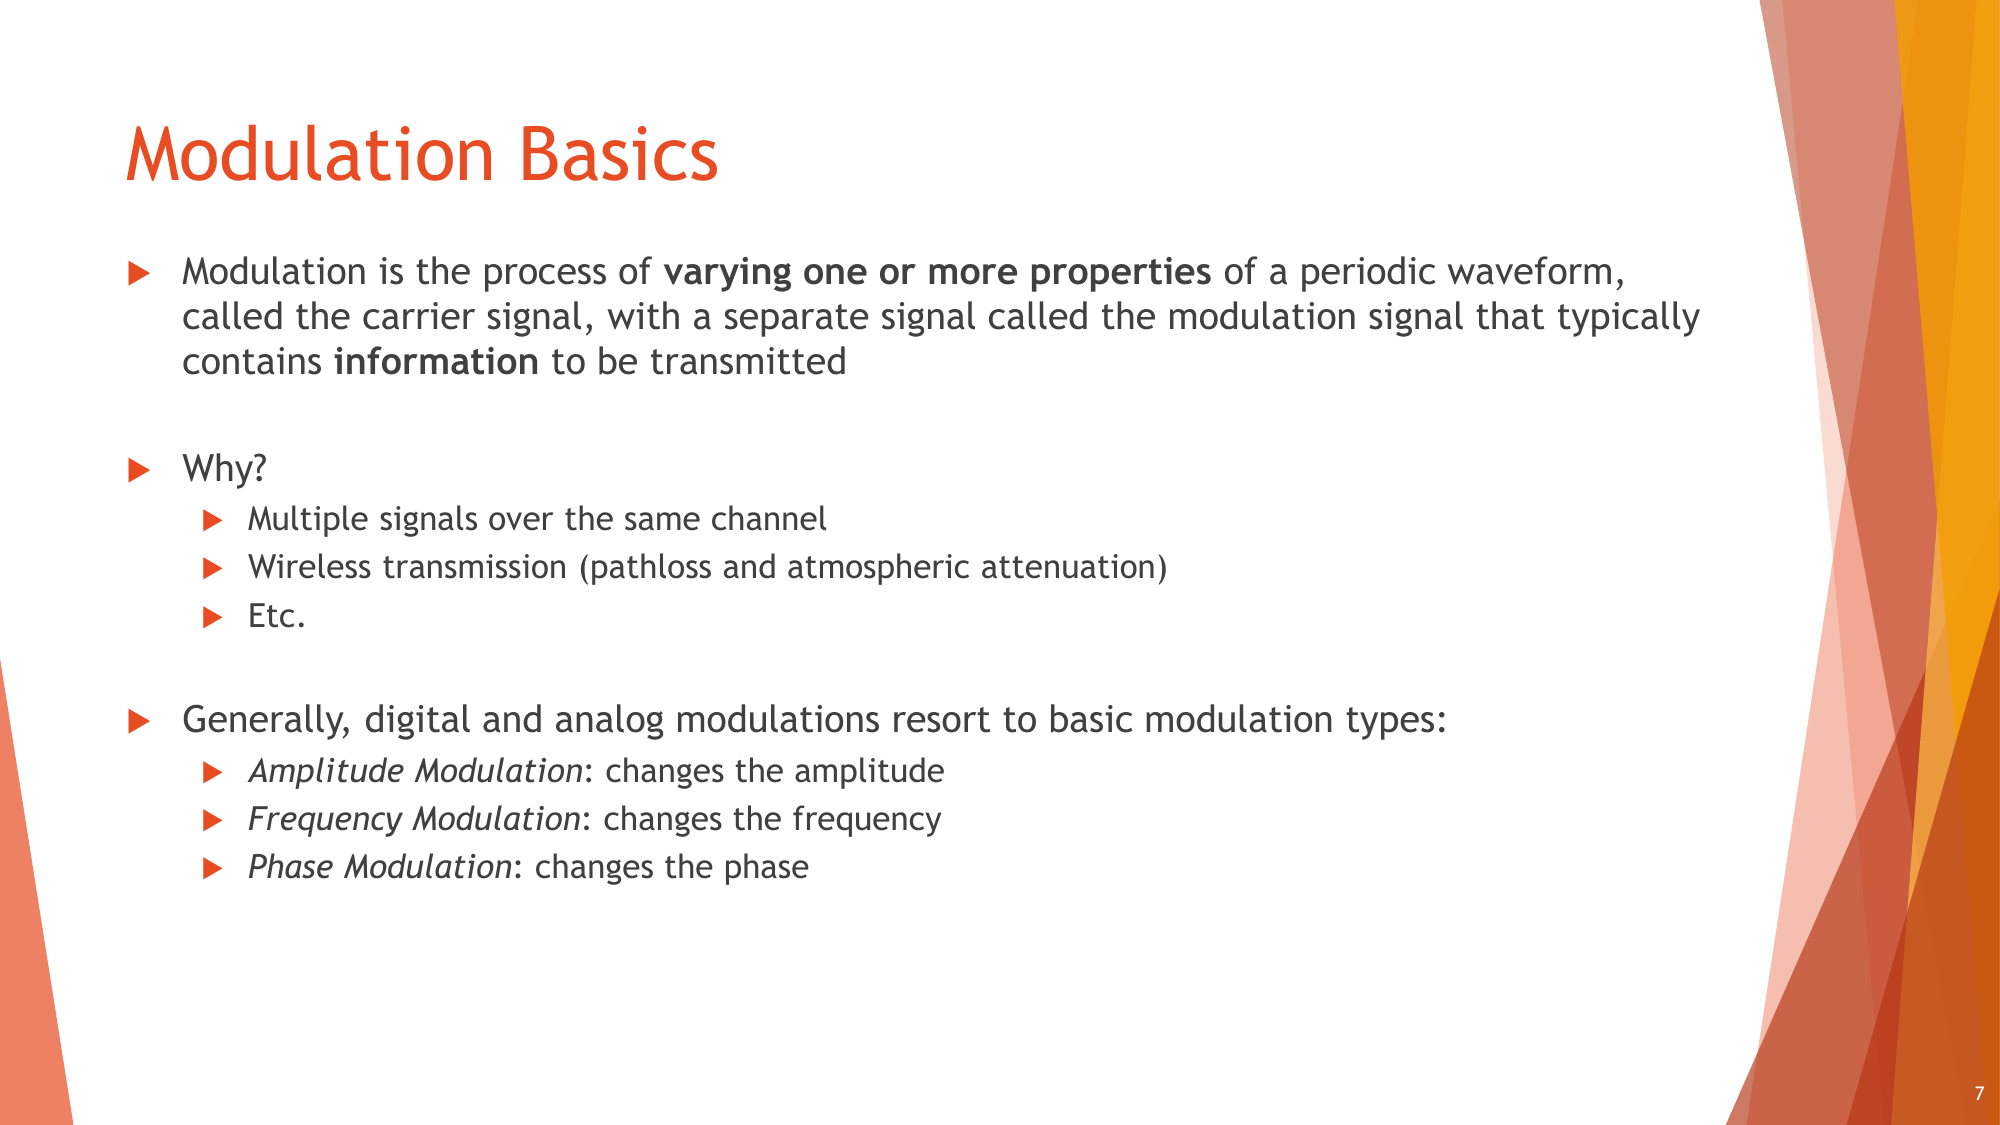 Modulation Basics
Modulation is the process of varying one or more properties of a periodic waveform,
called the carrier signal, with a separate signal called the modulation signal that typically
contains information to be transmitted
Why?
Multiple signals over the same channel
Wireless transmission (pathloss and atmospheric attenuation)
Etc.
Generally, digital and analog modulations resort to basic modulation types:
Amplitude Modulation: changes the amplitude
Frequency Modulation: changes the frequency
Phase Modulation: changes the phase
7